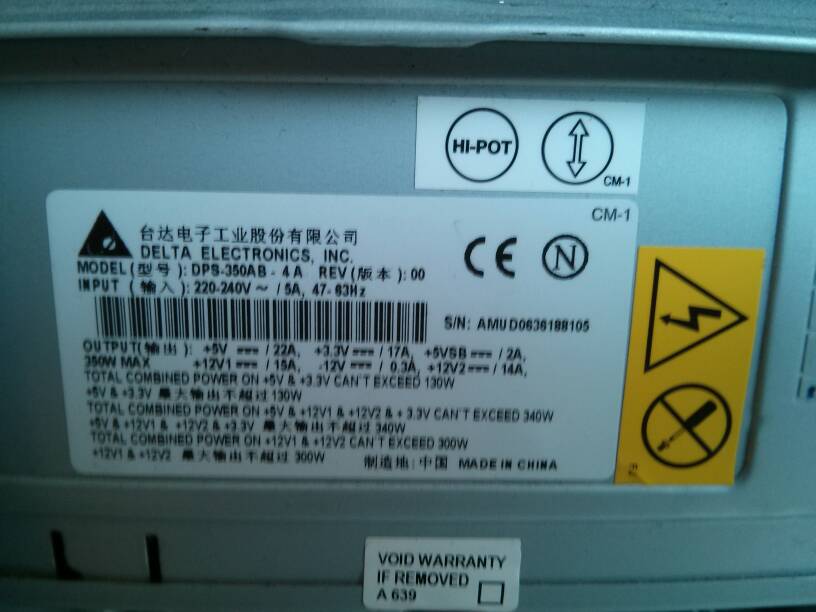 HI-POT
CM-1
CM-1
台达电子工业股份有限公司
DELTA ELECTRONICS, INC.
MODEL (型号): DPS-350AB - 4 A REV (版本): 00
INPUT (输入): 220-240V ~ / 5A, 47-63Hz
CE N
S/N: AMUD0636188105
OUTPUT(输出): +5V ⎓ / 22A, +3.3V ⎓ / 17A, +5VSB ⎓ / 2A,
350W MAX +12V1 ⎓ / 15A, -12V ⎓ / 0.3A, +12V2 ⎓ / 14A,
TOTAL COMBINED POWER ON +5V & +3.3V CAN'T EXCEED 130W
+5V & +3.3V 最大输出不超过 130W
TOTAL COMBINED POWER ON +5V & +12V1 & +12V2 & + 3.3V CAN'T EXCEED 340W
+5V & +12V1 & +12V2 & +3.3V 最大输出不超过 340W
TOTAL COMBINED POWER ON +12V1 & +12V2 CAN'T EXCEED 300W
+12V1 & +12V2 最大输出不超过 300W 制造地: 中国 MADE IN CHINA
VOID WARRANTY
IF REMOVED
A 639